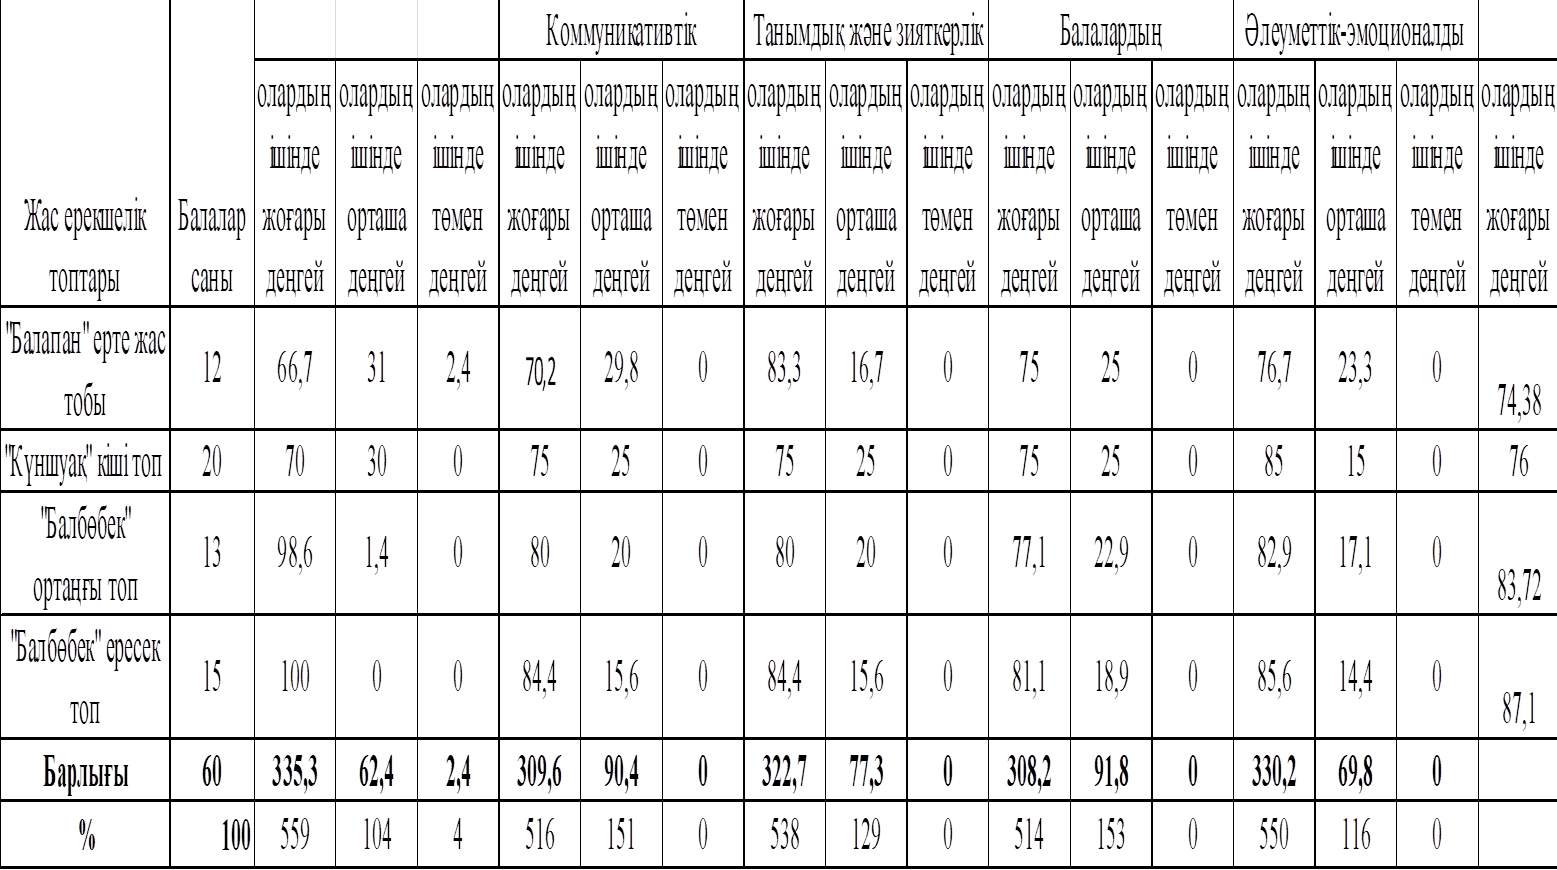 Коммуникативтік Танымдық және зияткерлік Балалардың Әлеуметтік-эмоционалды
Жас ерекшелік топтары Балалар саны олардың ішінде жоғары деңгей олардың ішінде орташа деңгей олардың ішінде төмен деңгей олардың ішінде жоғары деңгей олардың ішінде орташа деңгей олардың ішінде төмен деңгей олардың ішінде жоғары деңгей олардың ішінде орташа деңгей олардың ішінде төмен деңгей олардың ішінде жоғары деңгей олардың ішінде орташа деңгей олардың ішінде төмен деңгей олардың ішінде жоғары деңгей олардың ішінде орташа деңгей олардың ішінде төмен деңгей олардың ішінде жоғары деңгей
"Балапан" ерте жас тобы 12 66,7 31 2,4 70,2 29,8 0 83,3 16,7 0 75 25 0 76,7 23,3 0 74,38
"Күншуақ" кіші топ 20 70 30 0 75 25 0 75 25 0 75 25 0 85 15 0 76
"Балбөбек" ортаңғы топ 13 98,6 1,4 0 80 20 0 80 20 0 77,1 22,9 0 82,9 17,1 0 83,72
"Балбөбек" ересек топ 15 100 0 0 84,4 15,6 0 84,4 15,6 0 81,1 18,9 0 85,6 14,4 0 87,1
Барлығы 60 335,3 62,4 2,4 309,6 90,4 0 322,7 77,3 0 308,2 91,8 0 330,2 69,8 0
% 100 559 104 4 516 151 0 538 129 0 514 153 0 550 116 0